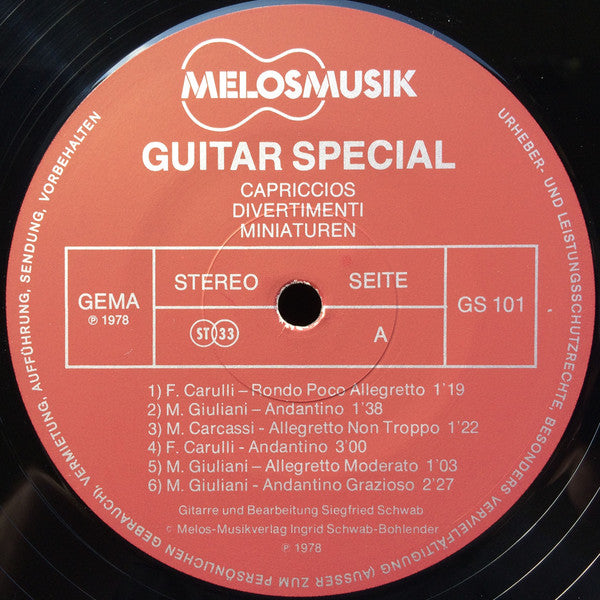 MELOSMUSIK
GUITAR SPECIAL
CAPRICCIOS
DIVERTIMENTI
MINIATUREN
GEMA
℗ 1978
STEREO
SEITE
ST 33
A
GS 101
1) F. Carulli – Rondo Poco Allegretto 1'19
2) M. Giuliani – Andantino 1'38
3) M. Carcassi - Allegretto Non Troppo 1'22
4) F. Carulli - Andantino 3'00
5) M. Giuliani – Allegretto Moderato 1'03
6) M. Giuliani - Andantino Grazioso 2'27
Gitarre und Bearbeitung Siegfried Schwab
© Melos-Musikverlag Ingrid Schwab-Bohlender
℗ 1978
URHEBER- UND LEISTUNGSSCHUTZRECHTE, BESONDERS VERVIELFÄLTIGUNG (AUSSER ZUM PERSÖNLICHEN GEBRAUCH), VERMIETUNG, AUFFÜHRUNG, SENDUNG, VORBEHALTEN